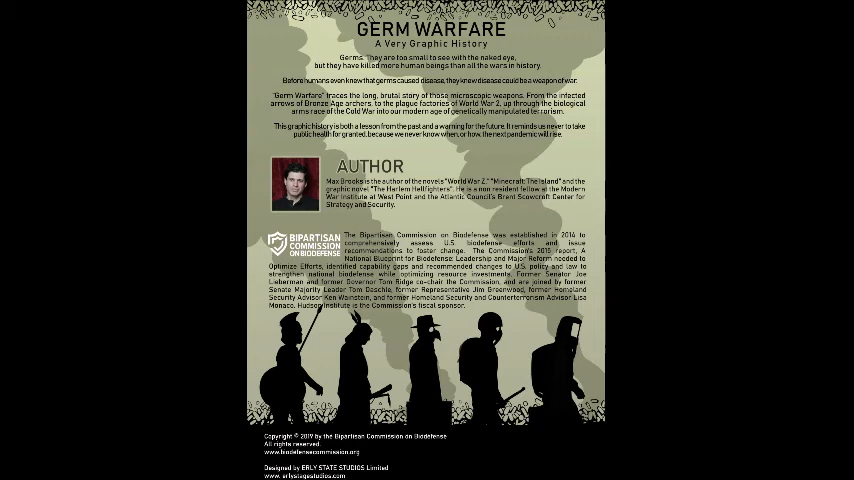 GERM WARFARE
A Very Graphic History
Germs. They are too small to see with the naked eye,
but they have killed more human beings than all the wars in history.
Before humans even knew that germs caused disease, they knew disease could be a weapon of war.
"Germ Warfare" traces the long, brutal story of those microscopic weapons. From the infected
arrows of Bronze Age archers, to the plague factories of World War 2, up through the biological
arms race of the Cold War into our modern age of genetically manipulated terrorism.
This graphic history is both a lesson from the past and a warning for the future. It reminds us never to take
public health for granted, because we never know when, or how, the next pandemic will rise.
AUTHOR
Max Brooks is the author of the novels "World War Z," "Minecraft: The Island" and the
graphic novel "The Harlem Hellfighters". He is a non resident fellow at the Modern
War Institute at West Point and the Atlantic Council's Brent Scowcroft Center for
Strategy and Security.
BIPARTISAN
COMMISSION
ON BIODEFENSE
The Bipartisan Commission on Biodefense was established in 2014 to
comprehensively assess U.S. biodefense efforts and issue
recommendations to foster change. The Commission's 2015 report, A
National Blueprint for Biodefense: Leadership and Major Reform needed to
Optimize Efforts, identified capability gaps and recommended changes to U.S. policy and law to
strengthen national biodefense while optimizing resource investments. Former Senator Joe
Lieberman and former Governor Tom Ridge co-chair the Commission, and are joined by former
Senate Majority Leader Tom Daschle, former Representative Jim Greenwood, former Homeland
Security Advisor Ken Wainstein, and former Homeland Security and Counterterrorism Advisor Lisa
Monaco. Hudson Institute is the Commission's fiscal sponsor.
Copyright © 2019 by the Bipartisan Commission on Biodefense
All rights reserved.
www.biodefensecommission.org
Designed by ERLY STATE STUDIOS Limited
www. erlystagestudios.com